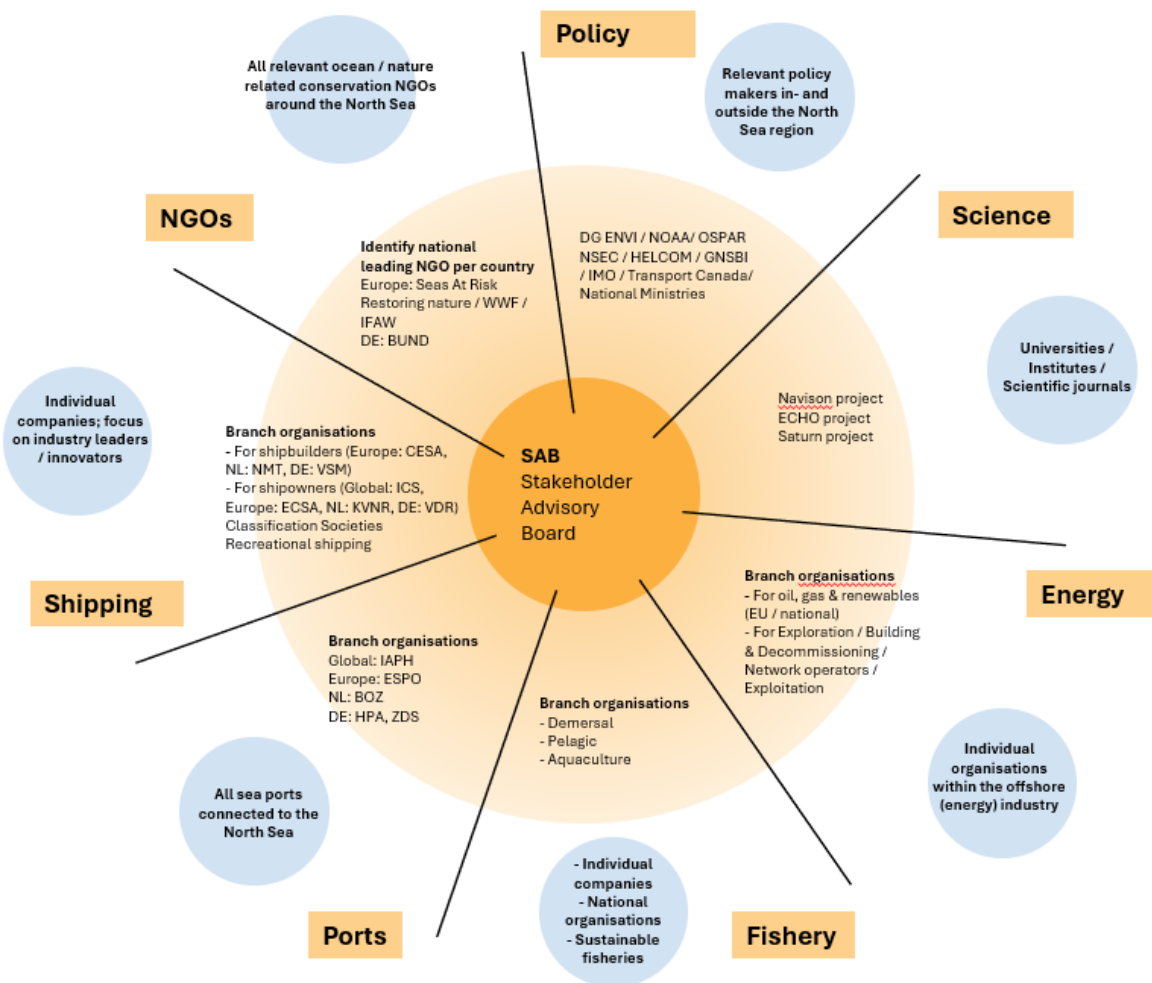 Policy
All relevant ocean / nature
related conservation NGOs
around the North Sea
Relevant policy
makers in- and
outside the North
Sea region
NGOs
Science
Identify national
leading NGO per country
Europe: Seas At Risk
Restoring nature / WWF /
IFAW
DE: BUND
DG ENVI / NOAA/ OSPAR
NSEC / HELCOM / GNSBI
/ IMO / Transport Canada/
National Ministries
Universities /
Institutes /
Scientific journals
Individual
companies; focus
on industry leaders
/ innovators
Navison project
ECHO project
Saturn project
Branch organisations
- For shipbuilders (Europe: CESA,
NL: NMT, DE: VSM)
- For shipowners (Global: ICS,
Europe: ECSA, NL: KVNR, DE: VDR)
Classification Societies
Recreational shipping
SAB
Stakeholder
Advisory
Board
Shipping
Energy
Branch organisations
- For oil, gas & renewables
(EU / national)
- For Exploration / Building
& Decommissioning /
Network operators /
Exploitation
Branch organisations
Global: IAPH
Europe: ESPO
NL: BOZ
DE: HPA, ZDS
Branch organisations
- Demersal
- Pelagic
- Aquaculture
All sea ports
connected to the
North Sea
Individual
organisations
within the offshore
(energy) industry
- Individual
companies
- National
organisations
- Sustainable
fisheries
Ports
Fishery